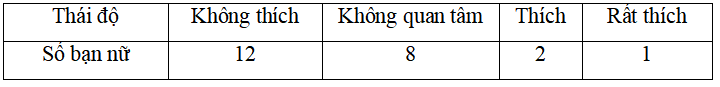 Thái độ Không thích Không quan tâm Thích Rất thích
Số bạn nữ 12 8 2 1